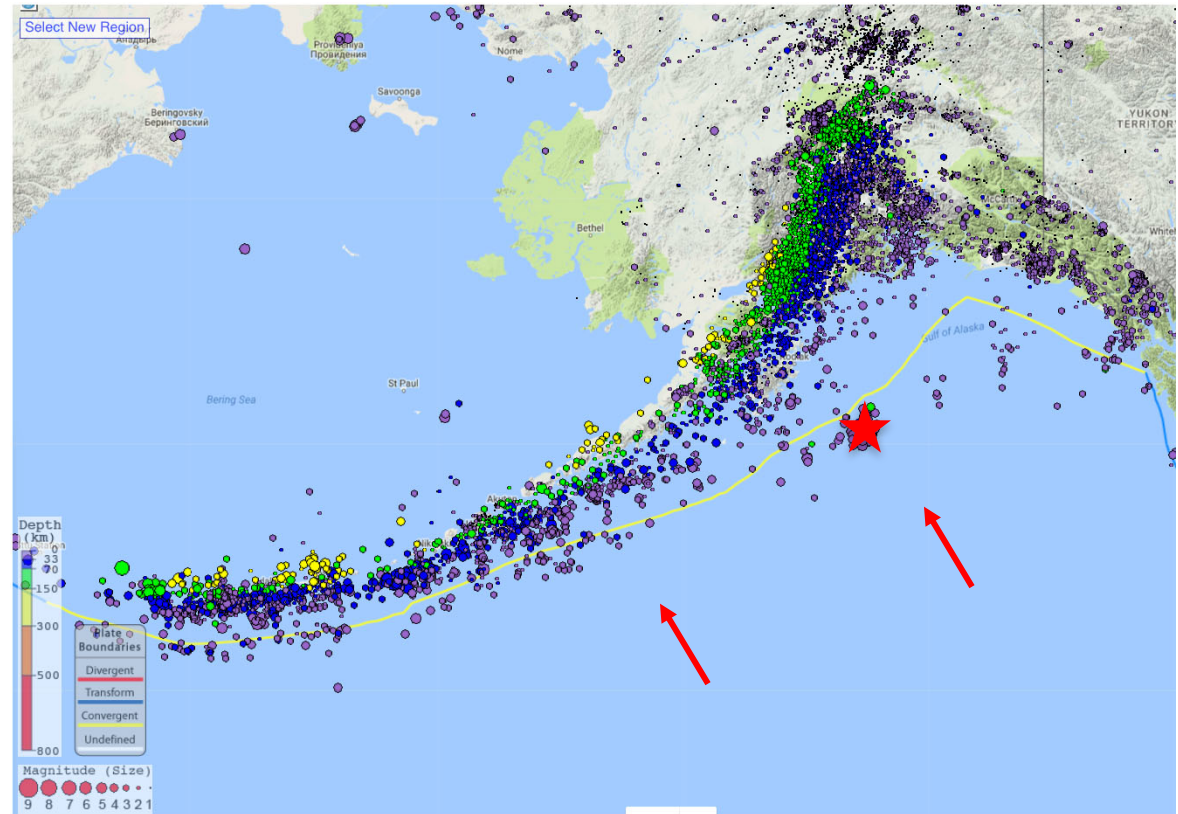 Select New Region
Анадырь
Provideniya
Провидения
Nome
Savoonga
Beringovsky
Беринговский
YUKON
TERRITORY
McCarthy
Bethel
Gulf of Alaska
St Paul
Bering Sea
Depth
(km)
0
33
70
150
300
500
800
Plate
Boundaries
Divergent
Transform
Convergent
Undefined
Magnitude (Size)
9 8 7 6 5 4 3 2 1